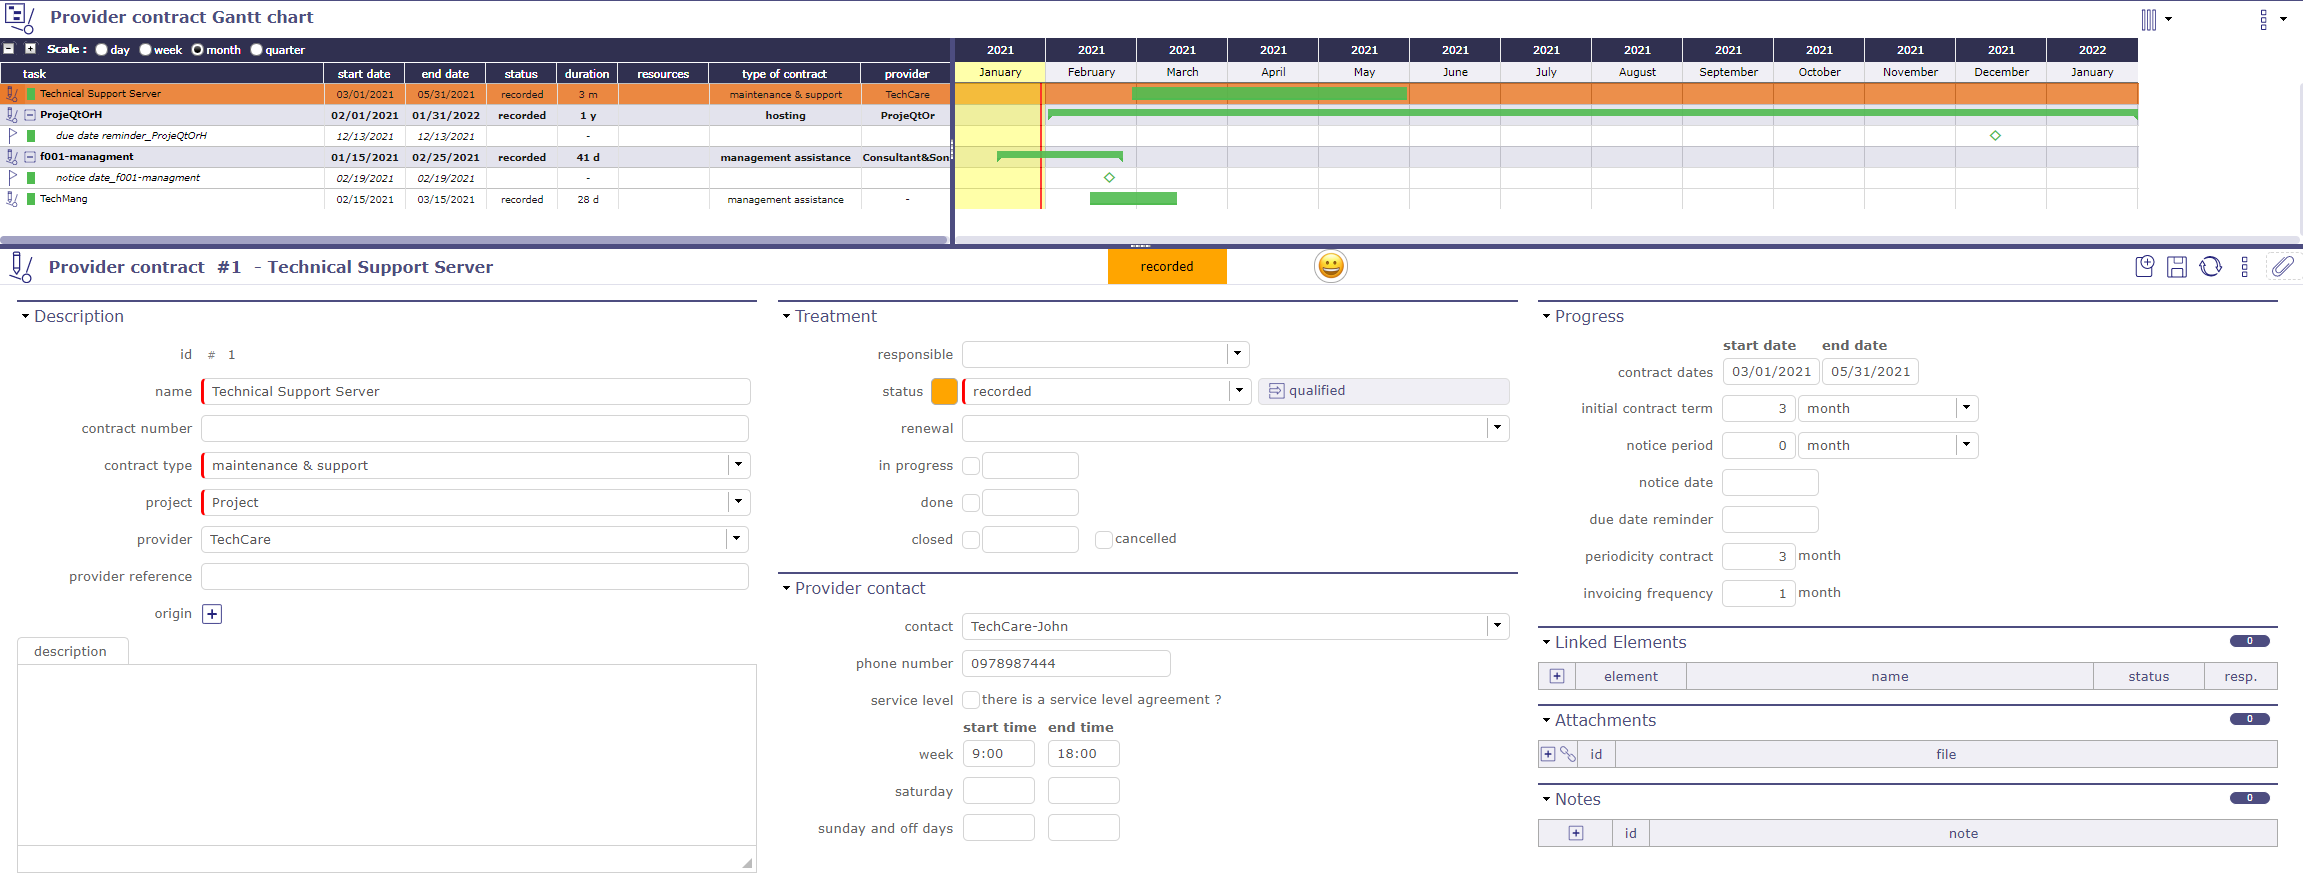 Provider contract Gantt chart
Scale : day week month quarter
2021 2021 2021 2021 2021 2021 2021 2021 2021 2021 2021 2021 2022
task start date end date status duration resources type of contract provider
January February March April May June July August September October November December January
Technical Support Server 03/01/2021 05/31/2021 recorded 3 m maintenance & support TechCare
ProjeQtOrH 02/01/2021 01/31/2022 recorded 1 y hosting ProjeQtOr
due date reminder_ProjeQtOrH 12/13/2021 12/13/2021 -
f001-managment 01/15/2021 02/25/2021 recorded 41 d management assistance Consultant&Son
notice date_f001-managment 02/19/2021 02/19/2021 -
TechMang 02/15/2021 03/15/2021 recorded 28 d management assistance -
Provider contract #1 - Technical Support Server
recorded
Description
id # 1
name Technical Support Server
contract number
contract type maintenance & support
project Project
provider TechCare
provider reference
origin
description
Treatment
responsible
status recorded qualified
renewal
in progress
done
closed cancelled
Provider contact
contact TechCare-John
phone number 0978987444
service level there is a service level agreement ?
start time end time
week 9:00 18:00
saturday
sunday and off days
Progress
start date end date
contract dates 03/01/2021 05/31/2021
initial contract term 3 month
notice period 0 month
notice date
due date reminder
periodicity contract 3 month
invoicing frequency 1 month
Linked Elements 0
element name status resp.
Attachments 0
id file
Notes 0
id note